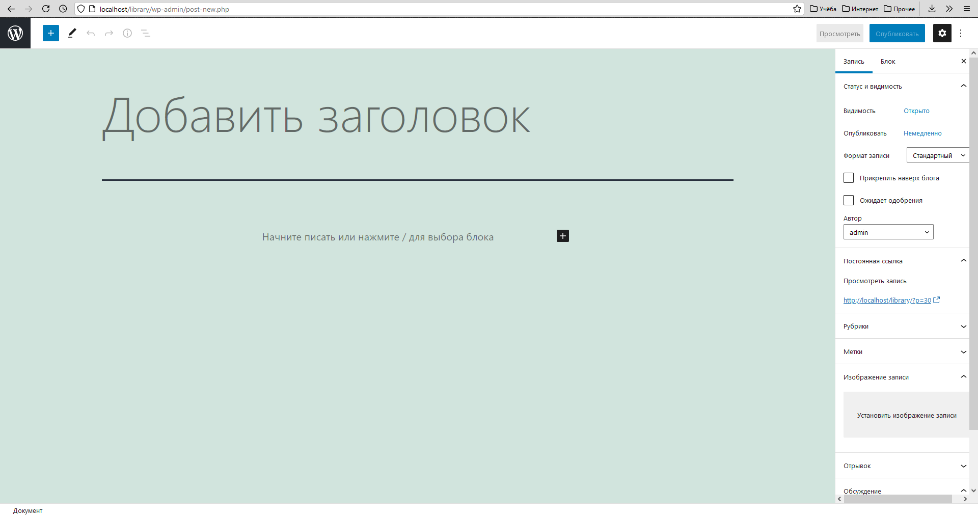 localhost/library/wp-admin/post-new.php
Учёба Интернет Прочее
Просмотреть Опубликовать
Запись Блок
Добавить заголовок
Начните писать или нажмите / для выбора блока
Статус и видимость
Видимость Открыто
Опубликовать Немедленно
Формат записи Стандартный
Прикрепить наверх блога
Ожидает одобрения
Автор
admin
Постоянная ссылка
Просмотреть запись
http://localhost/library/?p=30
Рубрики
Метки
Изображение записи
Установить изображение записи
Отрывок
Обсуждение
Документ